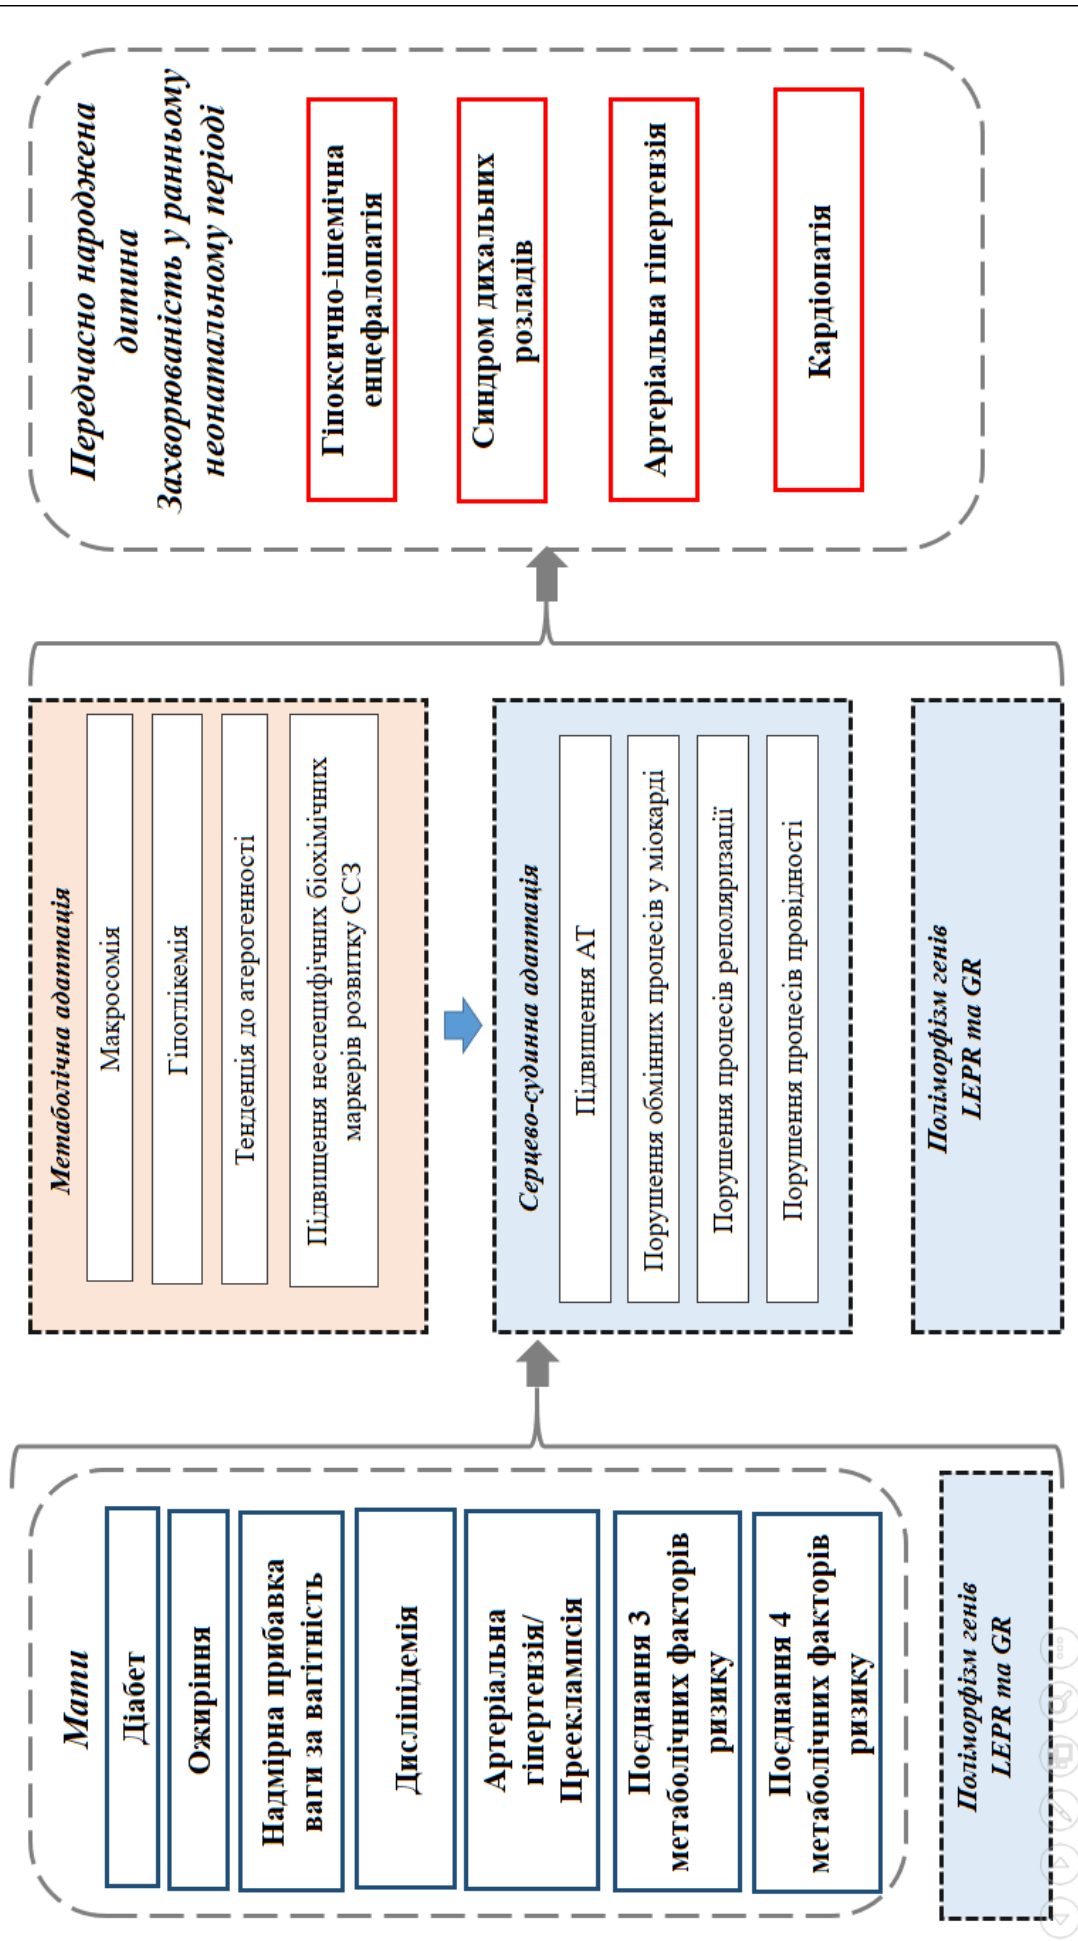 Мати
Діабет
Ожиріння
Надмірна прибавка
ваги за вагітність
Дисліпідемія
Артеріальна
гіпертензія/
Прееклампсія
Поєднання 3
метаболічних факторів
ризику
Поєднання 4
метаболічних факторів
ризику
Поліморфізм генів
LEPR та GR
Метаболічна адаптація
Макросомія
Гіпоглікемія
Тенденція до атерогенності
Підвищення неспецифічних біохімічних
маркерів розвитку ССЗ
Серцево-судинна адаптація
Підвищення АТ
Порушення обмінних процесів у міокарді
Порушення процесів реполяризації
Порушення процесів провідності
Поліморфізм генів
LEPR та GR
Передчасно народжена
дитина
Захворюваність у ранньому
неонатальному періоді
Гіпоксично-ішемічна
енцефалопатія
Синдром дихальних
розладів
Артеріальна гіпертензія
Кардіопатія